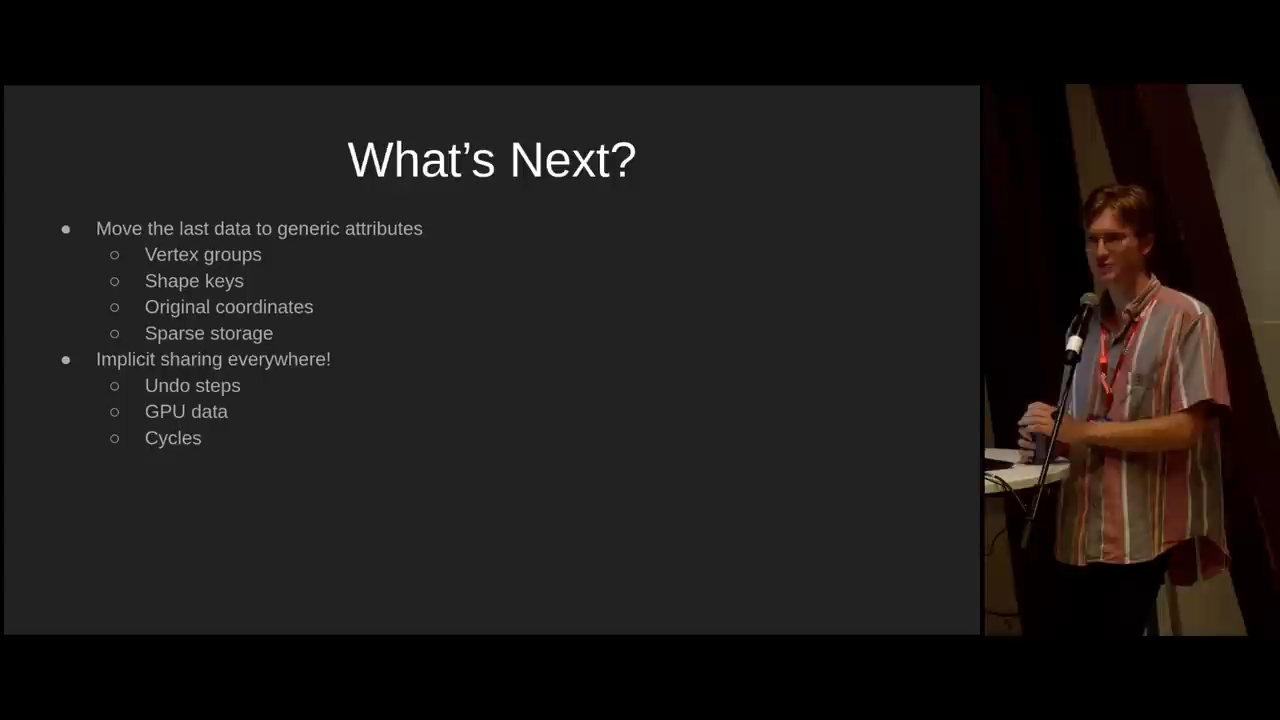 What’s Next?
● Move the last data to generic attributes
○ Vertex groups
○ Shape keys
○ Original coordinates
○ Sparse storage
● Implicit sharing everywhere!
○ Undo steps
○ GPU data
○ Cycles